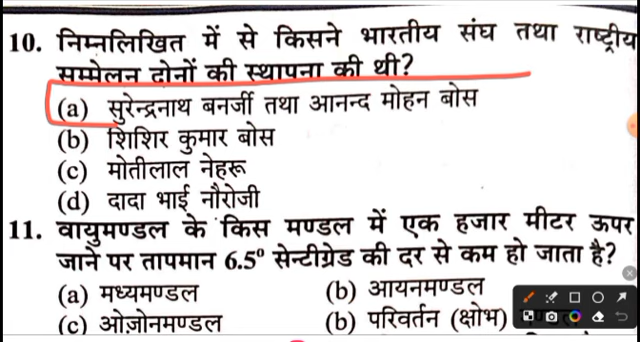 10. निम्नलिखित में से किसने भारतीय संघ तथा राष्ट्रीय
सम्मेलन दोनों की स्थापना की थी?
(a) सुरेन्द्रनाथ बनर्जी तथा आनन्द मोहन बोस
(b) शिशिर कुमार बोस
(c) मोतीलाल नेहरू
(d) दादा भाई नौरोजी
11. वायुमण्डल के किस मण्डल में एक हजार मीटर ऊपर
जाने पर तापमान 6.5° सेन्टीग्रेड की दर से कम हो जाता है?
(a) मध्यमण्डल (b) आयनमण्डल
(c) ओज़ोनमण्डल (b) परिवर्तन (क्षोभ)